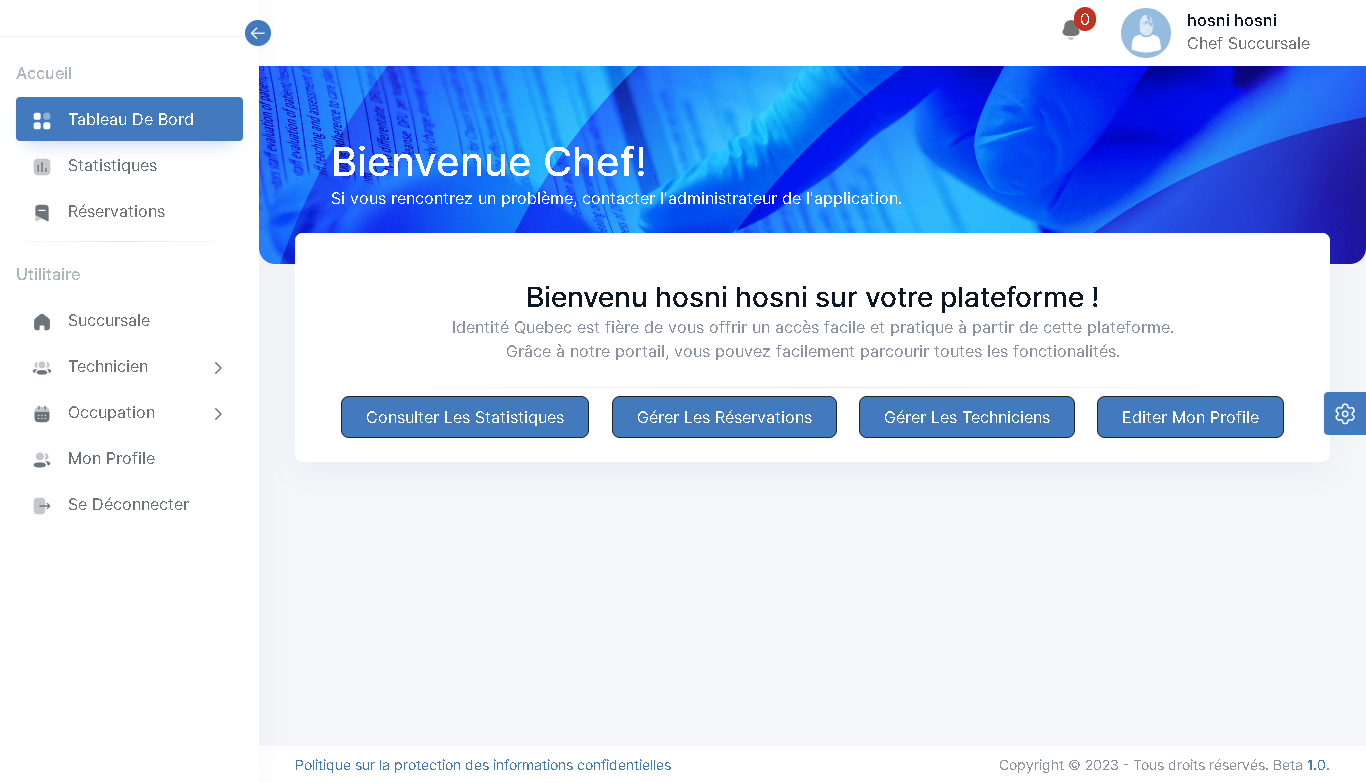 0
hosni hosni
Chef Succursale
Accueil
Tableau De Bord
Statistiques
Réservations
Utilitaire
Succursale
Technicien
Occupation
Mon Profile
Se Déconnecter
Bienvenue Chef!
Si vous rencontrez un problème, contacter l'administrateur de l'application.
Bienvenu hosni hosni sur votre plateforme !
Identité Quebec est fière de vous offrir un accès facile et pratique à partir de cette plateforme.
Grâce à notre portail, vous pouvez facilement parcourir toutes les fonctionalités.
Consulter Les Statistiques
Gérer Les Réservations
Gérer Les Techniciens
Editer Mon Profile
Politique sur la protection des informations confidentielles
Copyright © 2023 - Tous droits réservés. Beta 1.0.